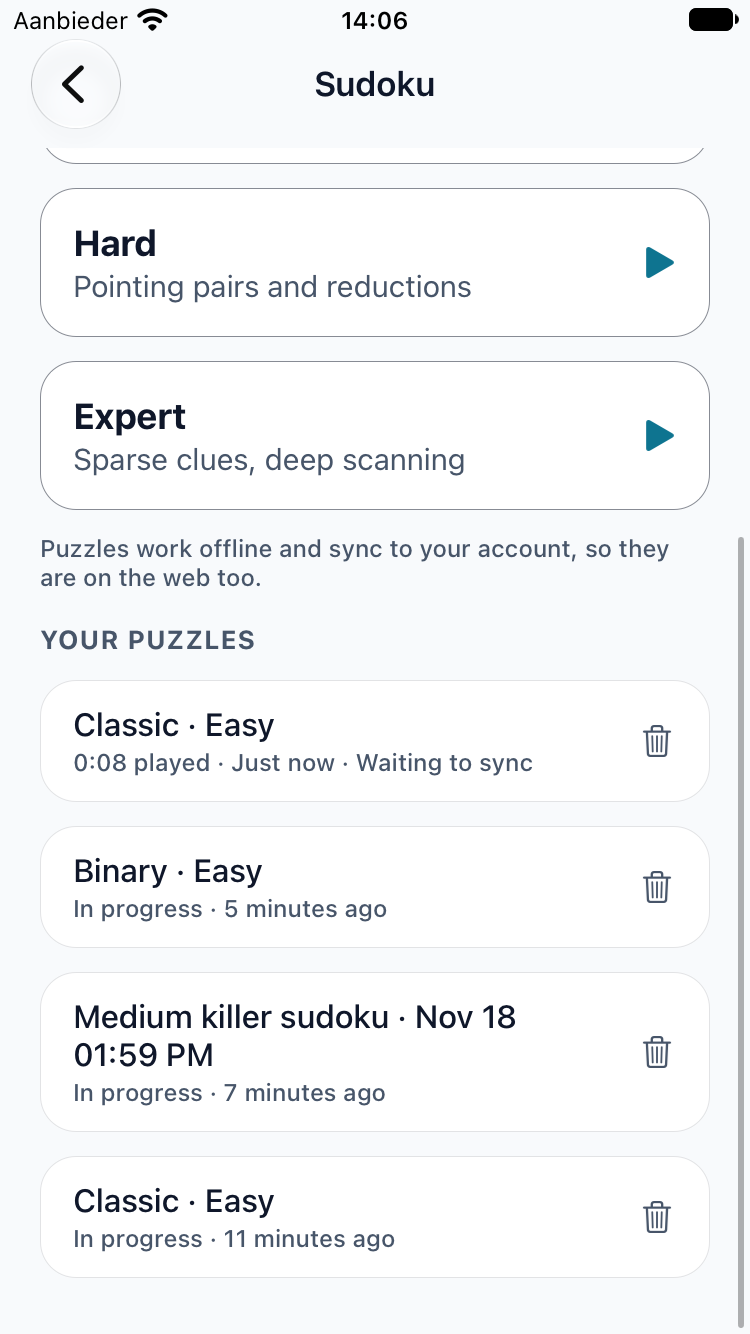 Aanbieder 14:06
Sudoku
Hard
Pointing pairs and reductions
Expert
Sparse clues, deep scanning
Puzzles work offline and sync to your account, so they
are on the web too.
YOUR PUZZLES
Classic · Easy
0:08 played · Just now · Waiting to sync
Binary · Easy
In progress · 5 minutes ago
Medium killer sudoku · Nov 18
01:59 PM
In progress · 7 minutes ago
Classic · Easy
In progress · 11 minutes ago